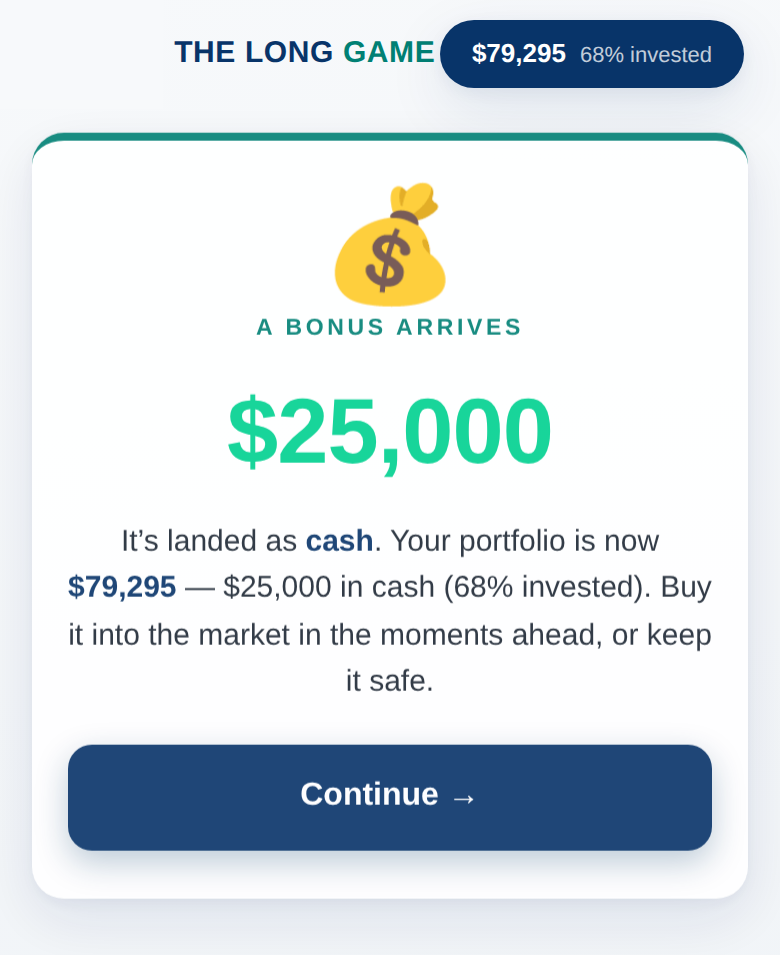 THE LONG GAME
$79,295 68% invested
$
A BONUS ARRIVES
$25,000
It’s landed as cash. Your portfolio is now
$79,295 — $25,000 in cash (68% invested). Buy
it into the market in the moments ahead, or keep
it safe.
Continue →